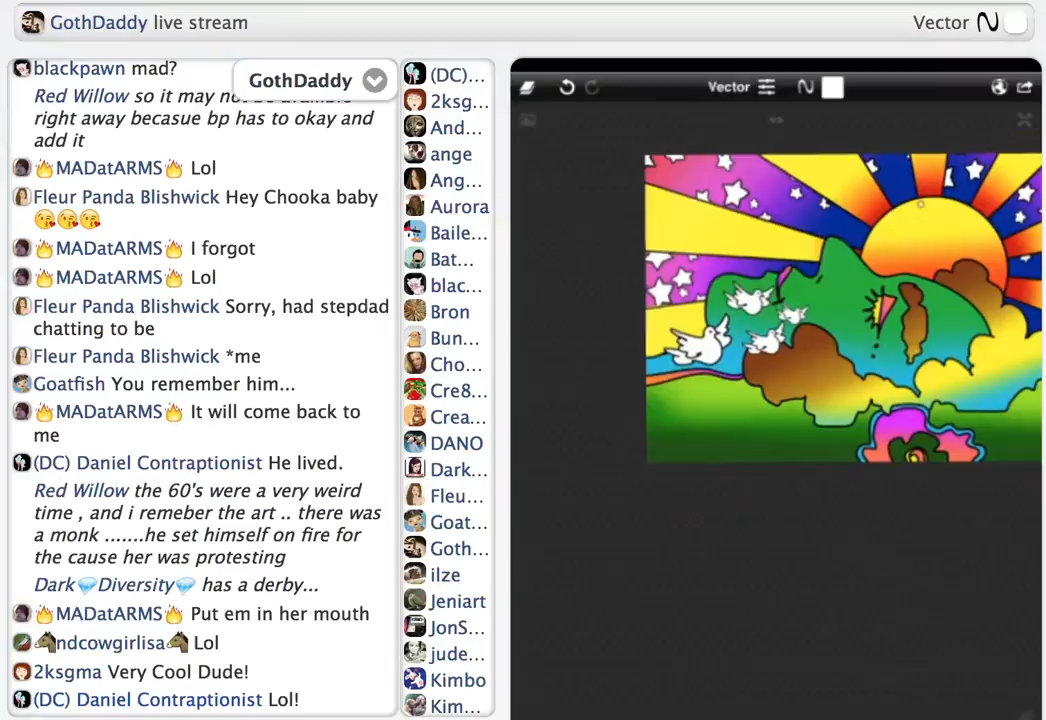 GothDaddy live stream
Vector
blackpawn mad?
GothDaddy
Red Willow so it may
right away becasue bp has to okay and
add it
🔥MADatARMS🔥 Lol
Fleur Panda Blishwick Hey Chooka baby
😘😘😘
🔥MADatARMS🔥 I forgot
🔥MADatARMS🔥 Lol
Fleur Panda Blishwick Sorry, had stepdad
chatting to be
Fleur Panda Blishwick *me
Goatfish You remember him...
🔥MADatARMS🔥 It will come back to
me
(DC) Daniel Contraptionist He lived.
Red Willow the 60's were a very weird
time , and i remeber the art .. there was
a monk .......he set himself on fire for
the cause her was protesting
Dark💎Diversity💎 has a derby...
🔥MADatARMS🔥 Put em in her mouth
🐴ndcowgirlisa🐴 Lol
2ksgma Very Cool Dude!
(DC) Daniel Contraptionist Lol!
(DC)...
2ksg...
And...
ange
Ang...
Aurora
Baile...
Bat...
blac...
Bron
Bun...
Cho...
Cre8...
Crea...
DANO
Dark...
Fleu...
Goat...
Goth...
ilze
Jeniart
JonS...
jude...
Kimbo
Kim...
Vector